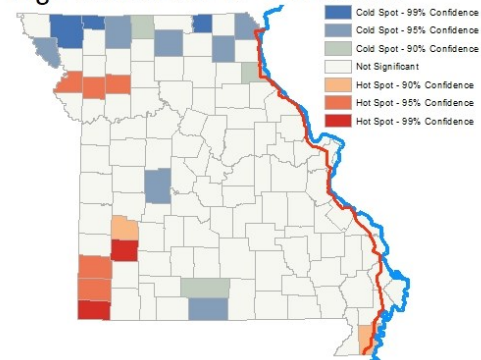 Cold Spot - 99% Confidence
Cold Spot - 95% Confidence
Cold Spot - 90% Confidence
Not Significant
Hot Spot - 90% Confidence
Hot Spot - 95% Confidence
Hot Spot - 99% Confidence